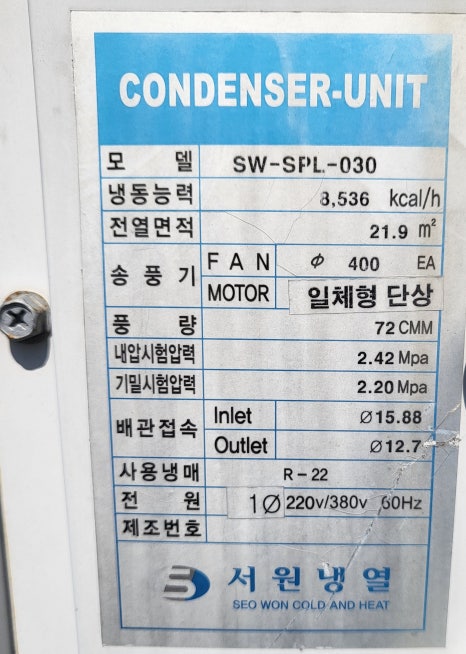 CONDENSER-UNIT
모 델 SW-SPL-030
냉동능력 8,536 kcal/h
전열면적 21.9 m²
송풍기 FAN ϕ 400 EA
MOTOR 일체형 단상
풍 량 72 CMM
내압시험압력 2.42 Mpa
기밀시험압력 2.20 Mpa
배관접속 Inlet Ø15.88
Outlet Ø12.7
사용냉매 R-22
전 원 1Ø 220v/380v 60Hz
제조번호
서원냉열
SEO WON COLD AND HEAT